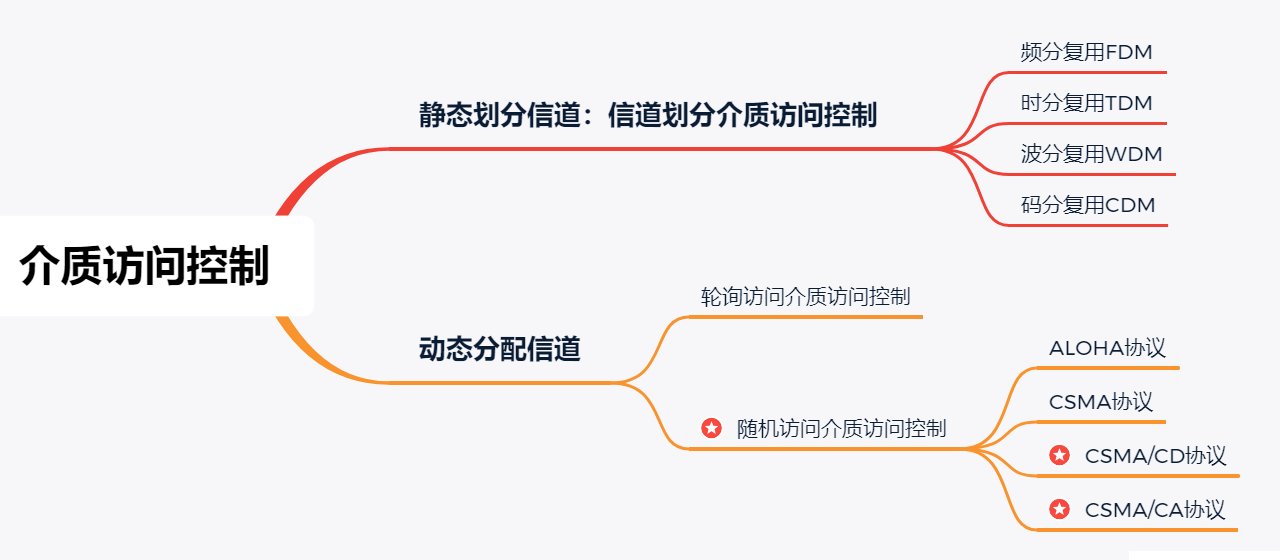 介质访问控制
静态划分信道：信道划分介质访问控制
频分复用FDM
时分复用TDM
波分复用WDM
码分复用CDM
动态分配信道
轮询访问介质访问控制
随机访问介质访问控制
ALOHA协议
CSMA协议
CSMA/CD协议
CSMA/CA协议